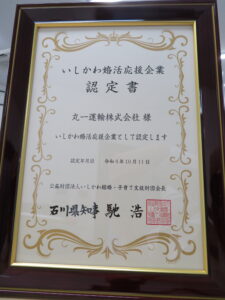 いしかわ婚活応援企業
認定書
丸一運輸株式会社 様
いしかわ婚活応援企業として認定します
認定年月日 令和6年10月11日
公益財団法人いしかわ結婚・子育て支援財団会長
石川県知事 馳 浩